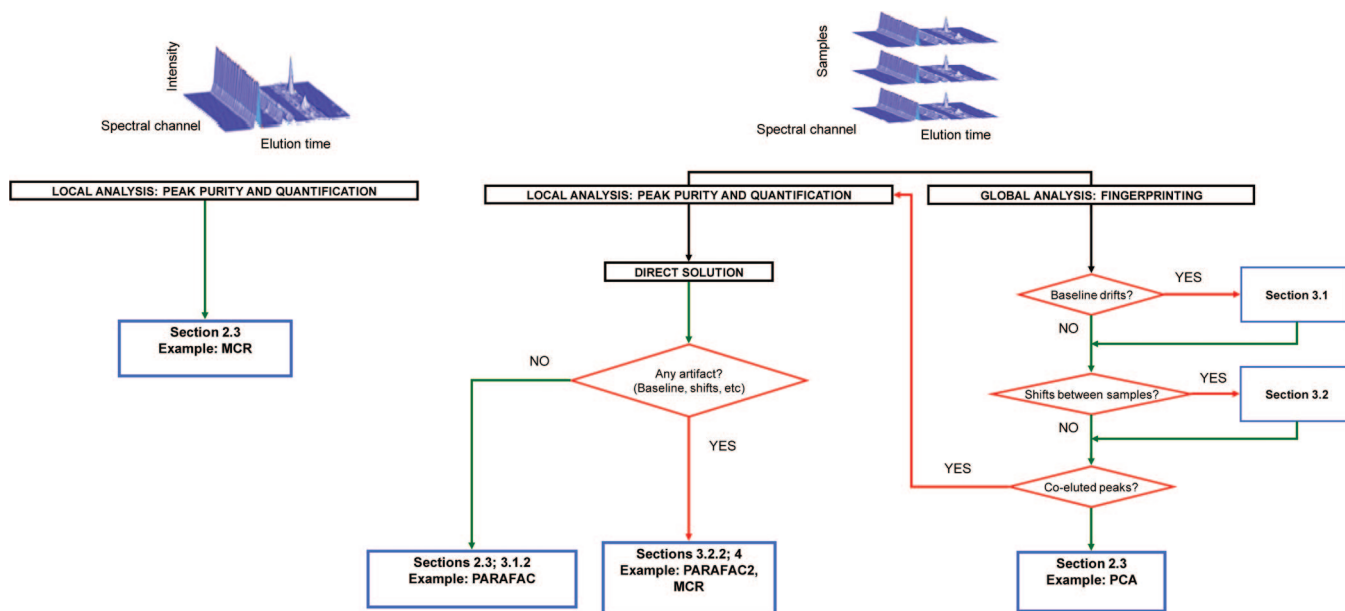 Intensity
Spectral channel
Elution time
Samples
Spectral channel
Elution time
LOCAL ANALYSIS: PEAK PURITY AND QUANTIFICATION
LOCAL ANALYSIS: PEAK PURITY AND QUANTIFICATION
GLOBAL ANALYSIS: FINGERPRINTING
DIRECT SOLUTION
Section 2.3
Example: MCR
Any artifact?
(Baseline, shifts, etc)
NO
YES
Sections 2.3; 3.1.2
Example: PARAFAC
Sections 3.2.2; 4
Example: PARAFAC2,
MCR
Baseline drifts?
YES
Section 3.1
NO
Shifts between samples?
YES
Section 3.2
NO
Co-eluted peaks?
YES
Section 2.3
Example: PCA